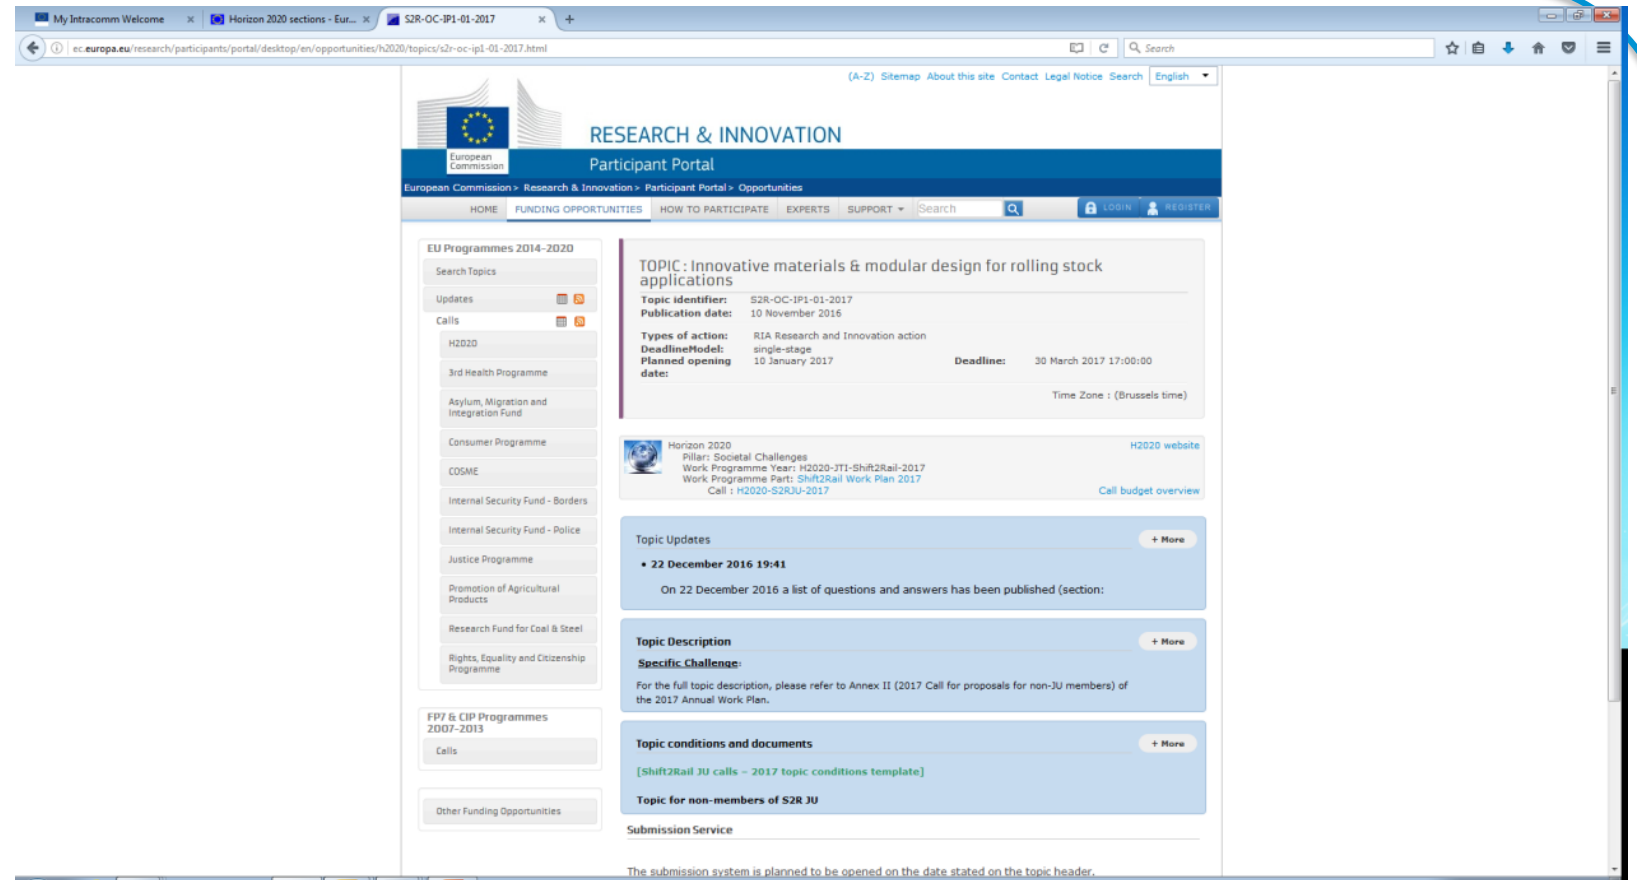 My Intracomm Welcome
Horizon 2020 sections - Eur...
S2R-OC-IP1-01-2017
ec.europa.eu/research/participants/portal/desktop/en/opportunities/h2020/topics/s2r-oc-ip1-01-2017.html
Search
(A-Z) Sitemap About this site Contact Legal Notice Search English
RESEARCH & INNOVATION
European
Commission
Participant Portal
European Commission > Research & Innovation > Participant Portal > Opportunities
HOME FUNDING OPPORTUNITIES HOW TO PARTICIPATE EXPERTS SUPPORT Search LOGIN REGISTER
EU Programmes 2014-2020
Search Topics
Updates
Calls
H2020
3rd Health Programme
Asylum, Migration and
Integration Fund
Consumer Programme
COSME
Internal Security Fund - Borders
Internal Security Fund - Police
Justice Programme
Promotion of Agricultural
Products
Research Fund for Coal & Steel
Rights, Equality and Citizenship
Programme
FP7 & CIP Programmes
2007-2013
Calls
Other Funding Opportunities
TOPIC : Innovative materials & modular design for rolling stock
applications
Topic identifier: S2R-OC-IP1-01-2017
Publication date: 10 November 2016
Types of action: RIA Research and Innovation action
DeadlineModel: single-stage
Planned opening 10 January 2017 Deadline: 30 March 2017 17:00:00
date:
Time Zone : (Brussels time)
Horizon 2020 H2020 website
Pillar: Societal Challenges
Work Programme Year: H2020-JTI-Shift2Rail-2017
Work Programme Part: Shift2Rail Work Plan 2017
Call : H2020-S2RJU-2017 Call budget overview
Topic Updates + More
• 22 December 2016 19:41
On 22 December 2016 a list of questions and answers has been published (section:
Topic Description + More
Specific Challenge:
For the full topic description, please refer to Annex II (2017 Call for proposals for non-JU members) of
the 2017 Annual Work Plan.
Topic conditions and documents + More
[Shift2Rail JU calls – 2017 topic conditions template]
Topic for non-members of S2R JU
Submission Service
The submission system is planned to be opened on the date stated on the topic header.